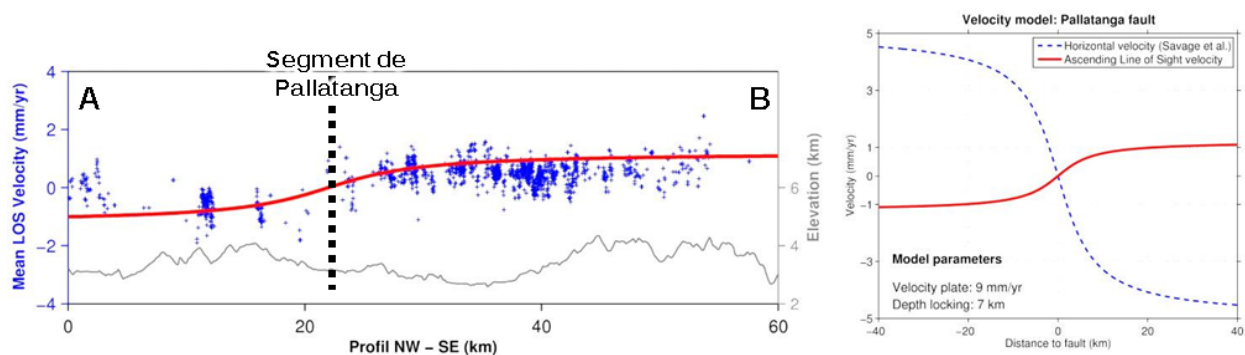 Segment de
Pallatanga
A
B
Mean LOS Velocity (mm/yr)
4
2
0
−2
−4
Elevation (km)
6
4
2
0
20
40
60
Profil NW − SE (km)
Velocity model: Pallatanga fault
Horizontal velocity (Savage et al.)
Ascending Line of Sight velocity
Velocity (mm/yr)
5
3
1
0
−1
−3
−5
Model parameters
Velocity plate: 9 mm/yr
Depth locking: 7 km
−40
−20
0
20
40
Distance to fault (km)